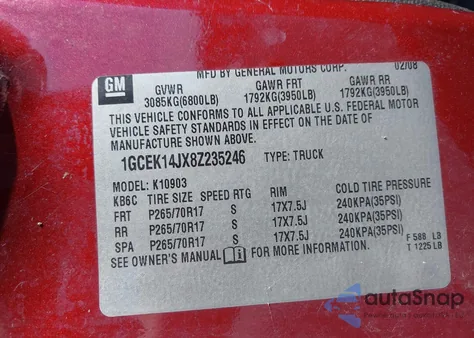 GM
MFD BY GENERAL MOTORS CORP. 02/08
GVWR GAWR FRT GAWR RR
3085KG(6800LB) 1792KG(3950LB) 1792KG(3950LB)
THIS VEHICLE CONFORMS TO ALL APPLICABLE U.S. FEDERAL MOTOR
VEHICLE SAFETY STANDARDS IN EFFECT ON THE DATE OF
MANUFACTURE SHOWN ABOVE.
1GCEK14JX8Z235246 TYPE: TRUCK
MODEL: K10903
KB6C TIRE SIZE SPEED RTG RIM COLD TIRE PRESSURE
FRT P265/70R17 S 17X7.5J 240KPA(35PSI)
RR P265/70R17 S 17X7.5J 240KPA(35PSI)
SPA P265/70R17 S 17X7.5J 240KPA(35PSI)
SEE OWNER'S MANUAL FOR MORE INFORMATION
F 588 LB
T 1225 LB
autoSnap